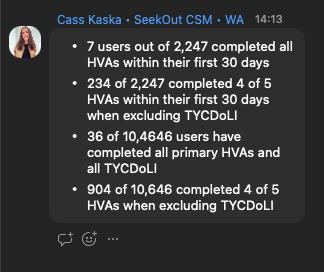 Cass Kaska • SeekOut CSM • WA 14:13
• 7 users out of 2,247 completed all
HVAs within their first 30 days
• 234 of 2,247 completed 4 of 5
HVAs within their first 30 days
when excluding TYCDoLI
• 36 of 10,4646 users have
completed all primary HVAs and
all TYCDoLI
• 904 of 10,646 completed 4 of 5
HVAs when excluding TYCDoLI